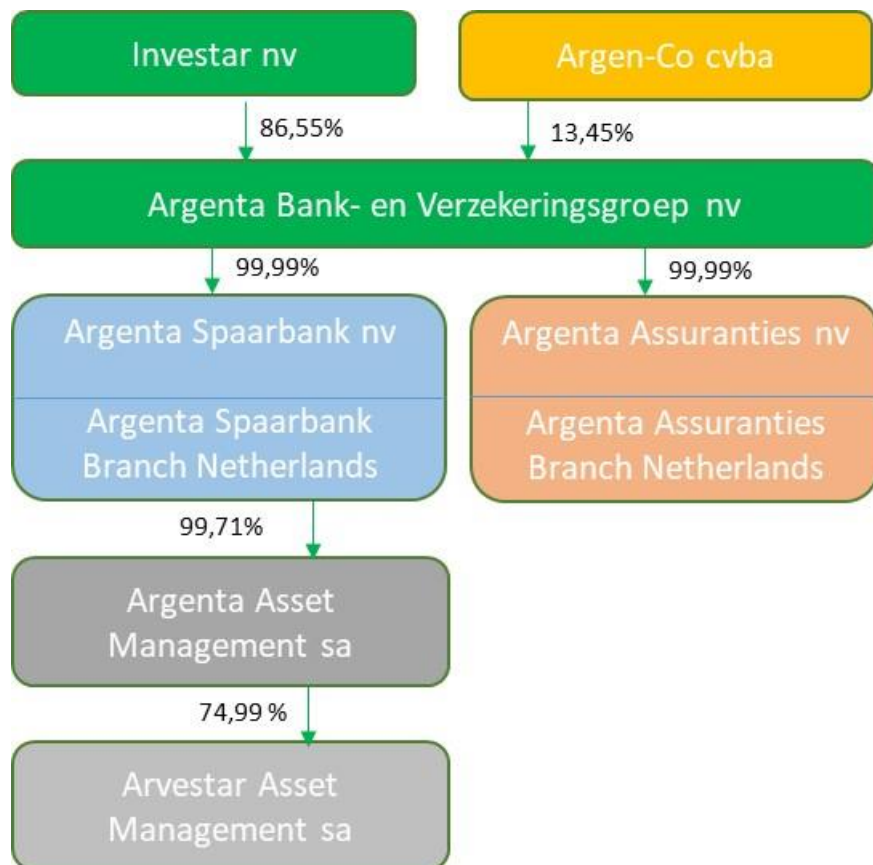 Investar nv
Argen-Co cvba
86,55%
13,45%
Argenta Bank- en Verzekeringsgroep nv
99,99%
99,99%
Argenta Spaarbank nv
Argenta Spaarbank
Branch Netherlands
Argenta Assuranties nv
Argenta Assuranties
Branch Netherlands
99,71%
Argenta Asset
Management sa
74,99 %
Arvestar Asset
Management sa